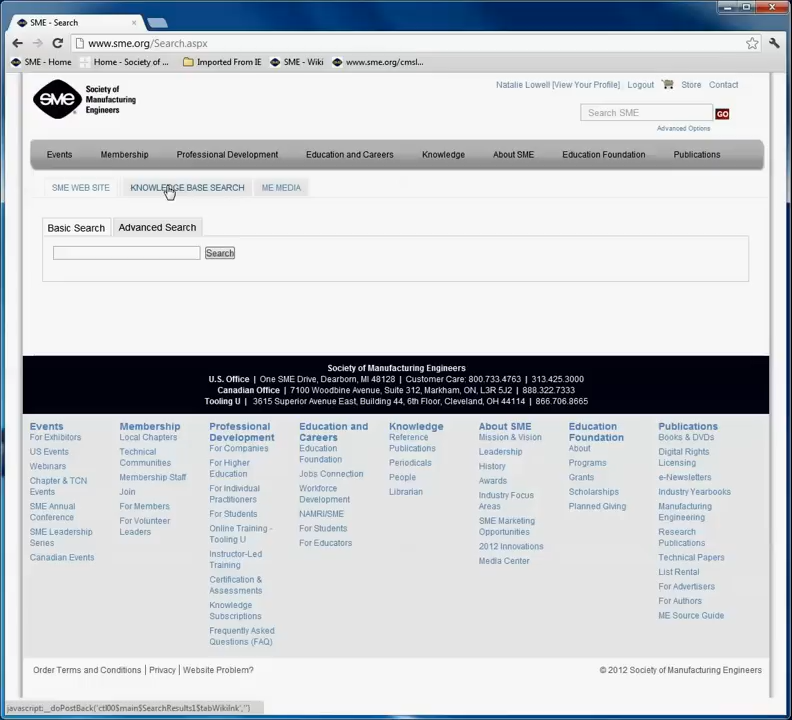 SME - Search
www.sme.org/Search.aspx
SME - Home
Home - Society of ...
Imported From IE
SME - Wiki
www.sme.org/cmsl...
SME
Society of
Manufacturing
Engineers
Natalie Lowell [View Your Profile]
Logout
Store
Contact
Search SME
GO
Advanced Options
Events
Membership
Professional Development
Education and Careers
Knowledge
About SME
Education Foundation
Publications
SME WEB SITE
KNOWLEDGE BASE SEARCH
ME MEDIA
Basic Search
Advanced Search
Search
Society of Manufacturing Engineers
U.S. Office | One SME Drive, Dearborn, MI 48128 | Customer Care: 800.733.4763 | 313.425.3000
Canadian Office | 7100 Woodbine Avenue, Suite 312, Markham, ON, L3R 5J2 | 888.322.7333
Tooling U | 3615 Superior Avenue East, Building 44, 6th Floor, Cleveland, OH 44114 | 866.706.8665
Events
For Exhibitors
US Events
Webinars
Chapter & TCN
Events
SME Annual
Conference
SME Leadership
Series
Canadian Events
Membership
Local Chapters
Technical
Communities
Membership Staff
Join
For Members
For Volunteer
Leaders
Professional
Development
For Companies
For Higher
Education
For Individual
Practitioners
For Students
Online Training -
Tooling U
Instructor-Led
Training
Certification &
Assessments
Knowledge
Subscriptions
Frequently Asked
Questions (FAQ)
Education and
Careers
Education
Foundation
Jobs Connection
Workforce
Development
NAMRI/SME
For Students
For Educators
Knowledge
Reference
Publications
Periodicals
People
Librarian
About SME
Mission & Vision
Leadership
History
Awards
Industry Focus
Areas
SME Marketing
Opportunities
2012 Innovations
Media Center
Education
Foundation
About
Programs
Grants
Scholarships
Planned Giving
Publications
Books & DVDs
Digital Rights
Licensing
e-Newsletters
Industry Yearbooks
Manufacturing
Engineering
Research
Publications
Technical Papers
List Rental
For Advertisers
For Authors
ME Source Guide
Order Terms and Conditions | Privacy | Website Problem?
© 2012 Society of Manufacturing Engineers
javascript:__doPostBack('ctl00$main$SearchResults1$tabWikilnk','')